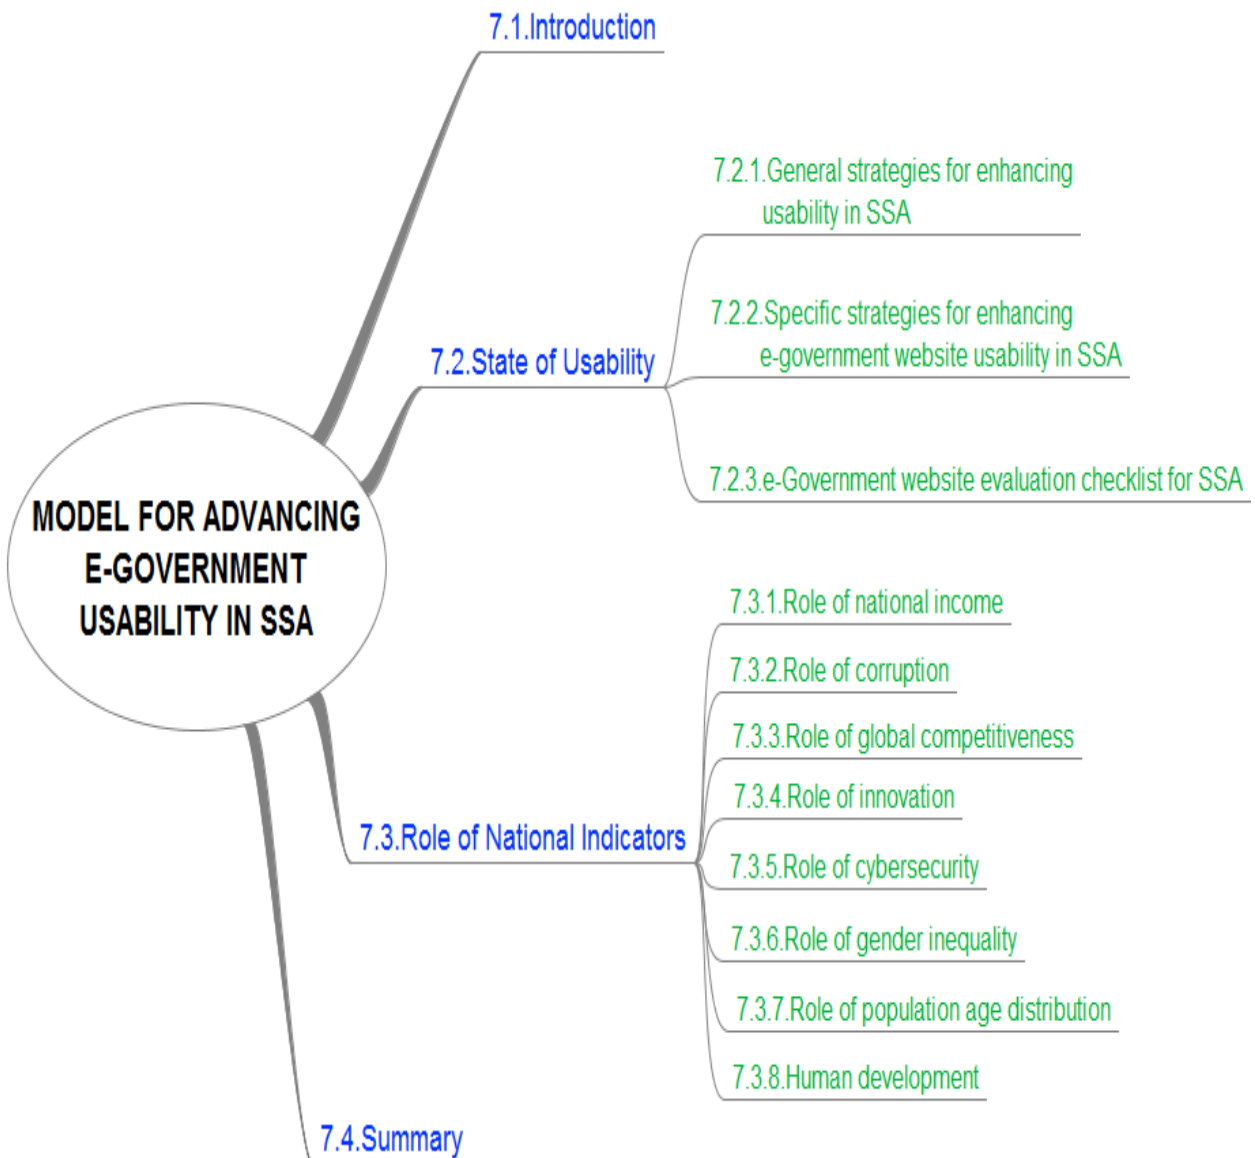 7.1.Introduction
7.2.1.General strategies for enhancing
usability in SSA
7.2.2.Specific strategies for enhancing
e-government website usability in SSA
7.2.State of Usability
7.2.3.e-Government website evaluation checklist for SSA
MODEL FOR ADVANCING
E-GOVERNMENT
USABILITY IN SSA
7.3.1.Role of national income
7.3.2.Role of corruption
7.3.3.Role of global competitiveness
7.3.4.Role of innovation
7.3.Role of National Indicators
7.3.5.Role of cybersecurity
7.3.6.Role of gender inequality
7.3.7.Role of population age distribution
7.3.8.Human development
7.4.Summary